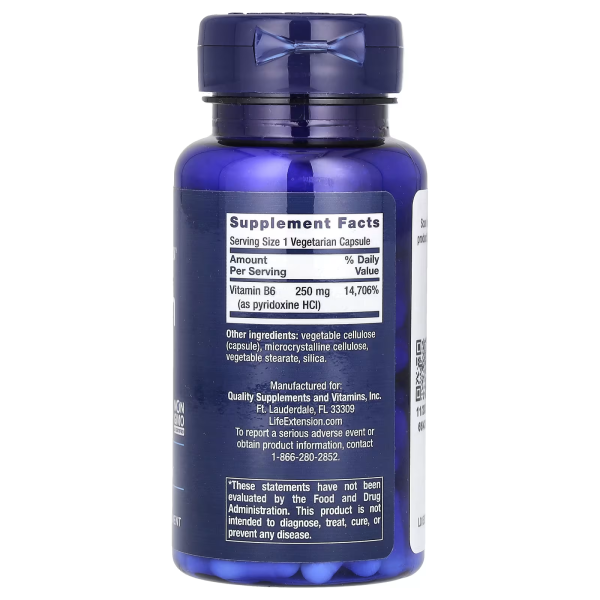 Supplement Facts
Serving Size 1 Vegetarian Capsule
Amount % Daily
Per Serving Value
Vitamin B6 250 mg 14,706%
(as pyridoxine HCl)
Other ingredients: vegetable cellulose
(capsule), microcrystalline cellulose,
vegetable stearate, silica.
Manufactured for:
Quality Supplements and Vitamins, Inc.
Ft. Lauderdale, FL 33309
LifeExtension.com
To report a serious adverse event or
obtain product information, contact
1-866-280-2852.
*These statements have not been
evaluated by the Food and Drug
Administration. This product is not
intended to diagnose, treat, cure, or
prevent any disease.